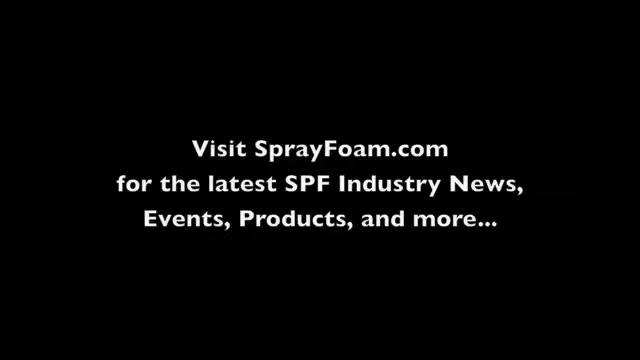 Visit SprayFoam.com
for the latest SPF Industry News,
Events, Products, and more...